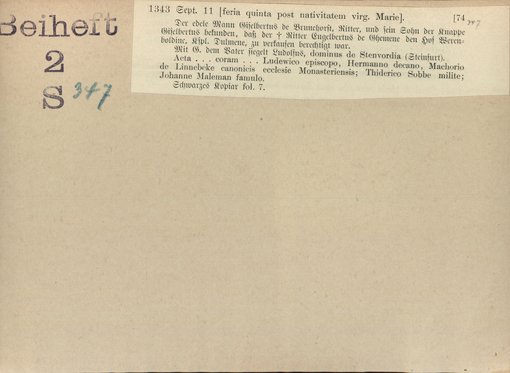 Beiheft
2
S 347
1343 Sept. 11 [feria quinta post nativitatem virg. Marie]. [74
347
Der edele Mann Giselbertus de Brunchorst, Ritter, und sein Sohn der Knappe
Giselbertus bekunden, daß der † Ritter Engelbertus de Ghemene den Hof Weren-
boldinc, Kspl. Dulmene, zu verkaufen berechtigt war.
Mit G. dem Vater siegelt Ludolfus, dominus de Stenvordia (Steinfurt).
Acta . . . coram . . . Ludewico episcopo, Hermanno decano, Machorio
de Linnebeke canonicis ecclesie Monasteriensis; Thiderico Sobbe milite;
Johanne Maleman famulo.
Schwarzes Kopiar fol. 7.